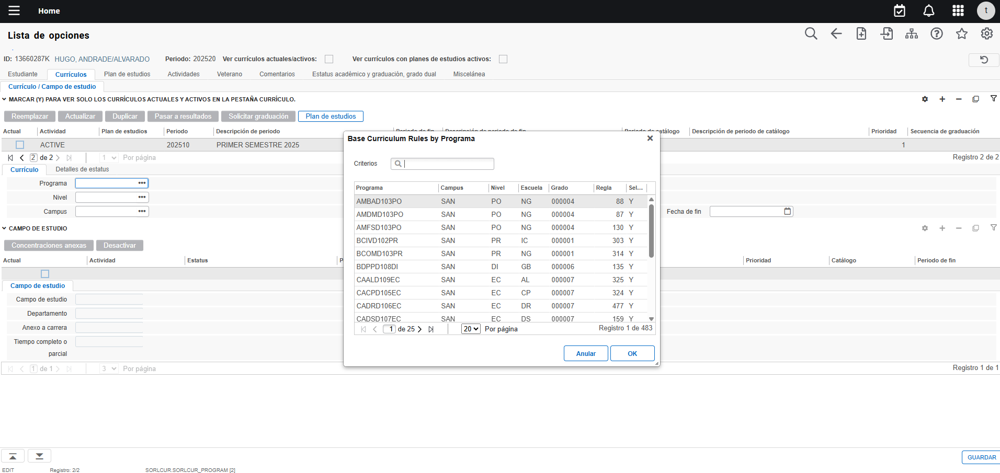 Home
t
Lista de opciones
ID: 13660287K HUGO, ANDRADE/ALVARADO Periodo: 202520 Ver currículos actuales/activos: Ver currículos con planes de estudios activos:
Estudiante Currículos Plan de estudios Actividades Veterano Comentarios Estatus académico y graduación, grado dual Miscelánea
Currículo / Campo de estudio
MARCAR (Y) PARA VER SOLO LOS CURRÍCULOS ACTUALES Y ACTIVOS EN LA PESTAÑA CURRÍCULO.
Reemplazar Actualizar Duplicar Pasar a resultados Solicitar graduación Plan de estudios
Actual Actividad Plan de estudios Periodo Descripción de periodo Periodo de fin Descripción de periodo de fin Periodo de catálogo Descripción de periodo de catálogo Prioridad Secuencia de graduación
ACTIVE 202510 PRIMER SEMESTRE 2025 1
2 de 2 1 Por página Registro 2 de 2
Currículo Detalles de estatus
Programa
Nivel
Campus Fecha de fin
CAMPO DE ESTUDIO
Concentraciones anexas Desactivar
Actual Actividad Estatus P Prioridad Catálogo Periodo de fin
Campo de estudio
Campo de estudio
Departamento
Anexo a carrera
Tiempo completo o
parcial
1 de 1 3 Por página Registro 1 de 1
Base Curriculum Rules by Programa
Criterios
Programa Campus Nivel Escuela Grado Regla Sel...
AMBAD103PO SAN PO NG 000004 88 Y
AMDMD103PO SAN PO NG 000004 87 Y
AMFSD103PO SAN PO NG 000004 130 Y
BCIVD102PR SAN PR IC 000001 303 Y
BCOMD103PR SAN PR NG 000001 314 Y
BDPPD108DI SAN DI GB 000006 135 Y
CAALD109EC SAN EC AL 000007 325 Y
CACPD105EC SAN EC CP 000007 324 Y
CADRD106EC SAN EC DR 000007 477 Y
CADSD107EC SAN EC DS 000007 159 Y
1 de 25 20 Por página Registro 1 de 483
Anular OK
GUARDAR
EDIT Registro: 2/2 SORLCUR.SORLCUR_PROGRAM [2]